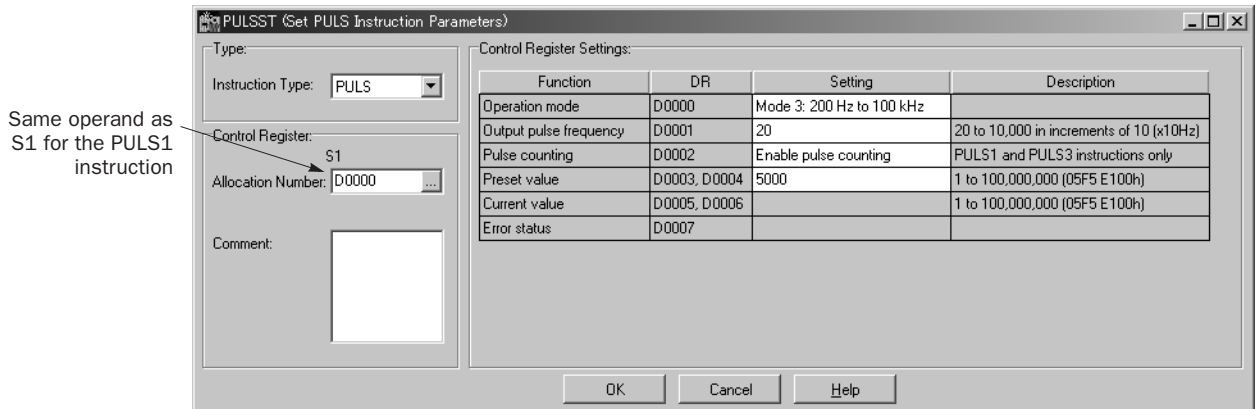 PULSST (Set PULS Instruction Parameters)
Type:
Instruction Type: PULS
Same operand as
S1 for the PULS1
instruction
Control Register:
S1
Allocation Number: D0000 ...
Comment:
Control Register Settings:
Function DR Setting Description
Operation mode D0000 Mode 3: 200 Hz to 100 kHz
Output pulse frequency D0001 20 20 to 10,000 in increments of 10 (x10Hz)
Pulse counting D0002 Enable pulse counting PULS1 and PULS3 instructions only
Preset value D0003, D0004 5000 1 to 100,000,000 (05F5 E100h)
Current value D0005, D0006 1 to 100,000,000 (05F5 E100h)
Error status D0007
OK Cancel Help